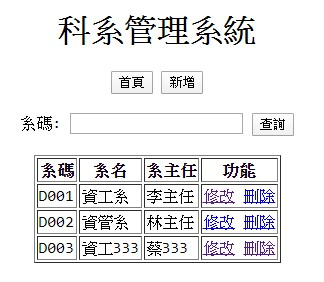 科系管理系統
首頁 新增
系碼: 查詢
系碼 系名 系主任 功能
D001 資工系 李主任 修改 刪除
D002 資管系 林主任 修改 刪除
D003 資工333 蔡333 修改 刪除